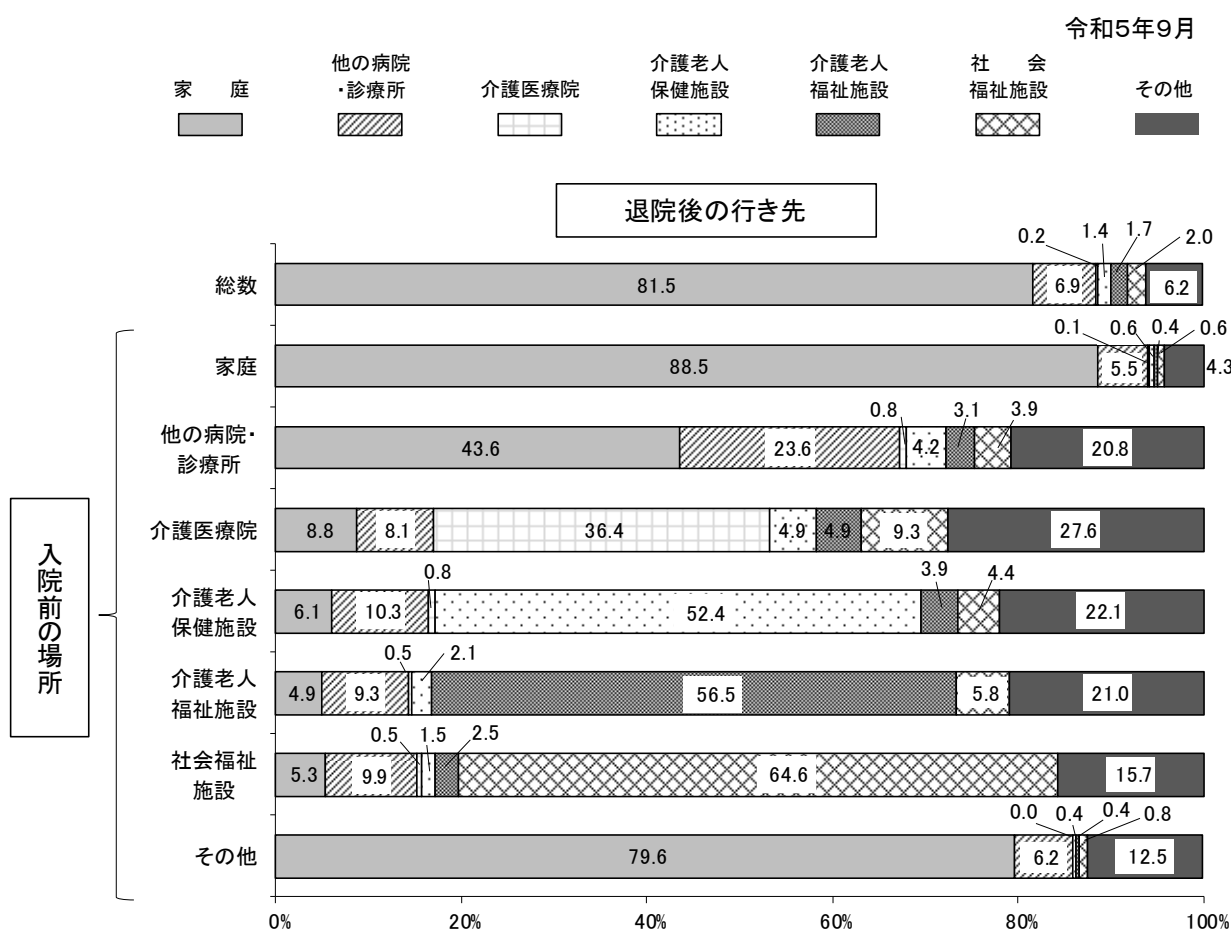 令和5年9月
家　庭
他の病院
・診療所
介護医療院
介護老人
保健施設
介護老人
福祉施設
社　会
福祉施設
その他
退院後の行き先
入院前の場所
総数
81.5
6.9
0.2
1.4
1.7
2.0
6.2
家庭
88.5
5.5
0.1
0.6
0.4
0.6
4.3
他の病院・
診療所
43.6
23.6
0.8
4.2
3.1
3.9
20.8
介護医療院
8.8
8.1
36.4
4.9
4.9
9.3
27.6
介護老人
保健施設
6.1
10.3
0.8
52.4
3.9
4.4
22.1
介護老人
福祉施設
4.9
9.3
0.5
2.1
56.5
5.8
21.0
社会福祉
施設
5.3
9.9
0.5
1.5
2.5
64.6
15.7
その他
79.6
6.2
0.0
0.4
0.4
0.8
12.5
0%
20%
40%
60%
80%
100%